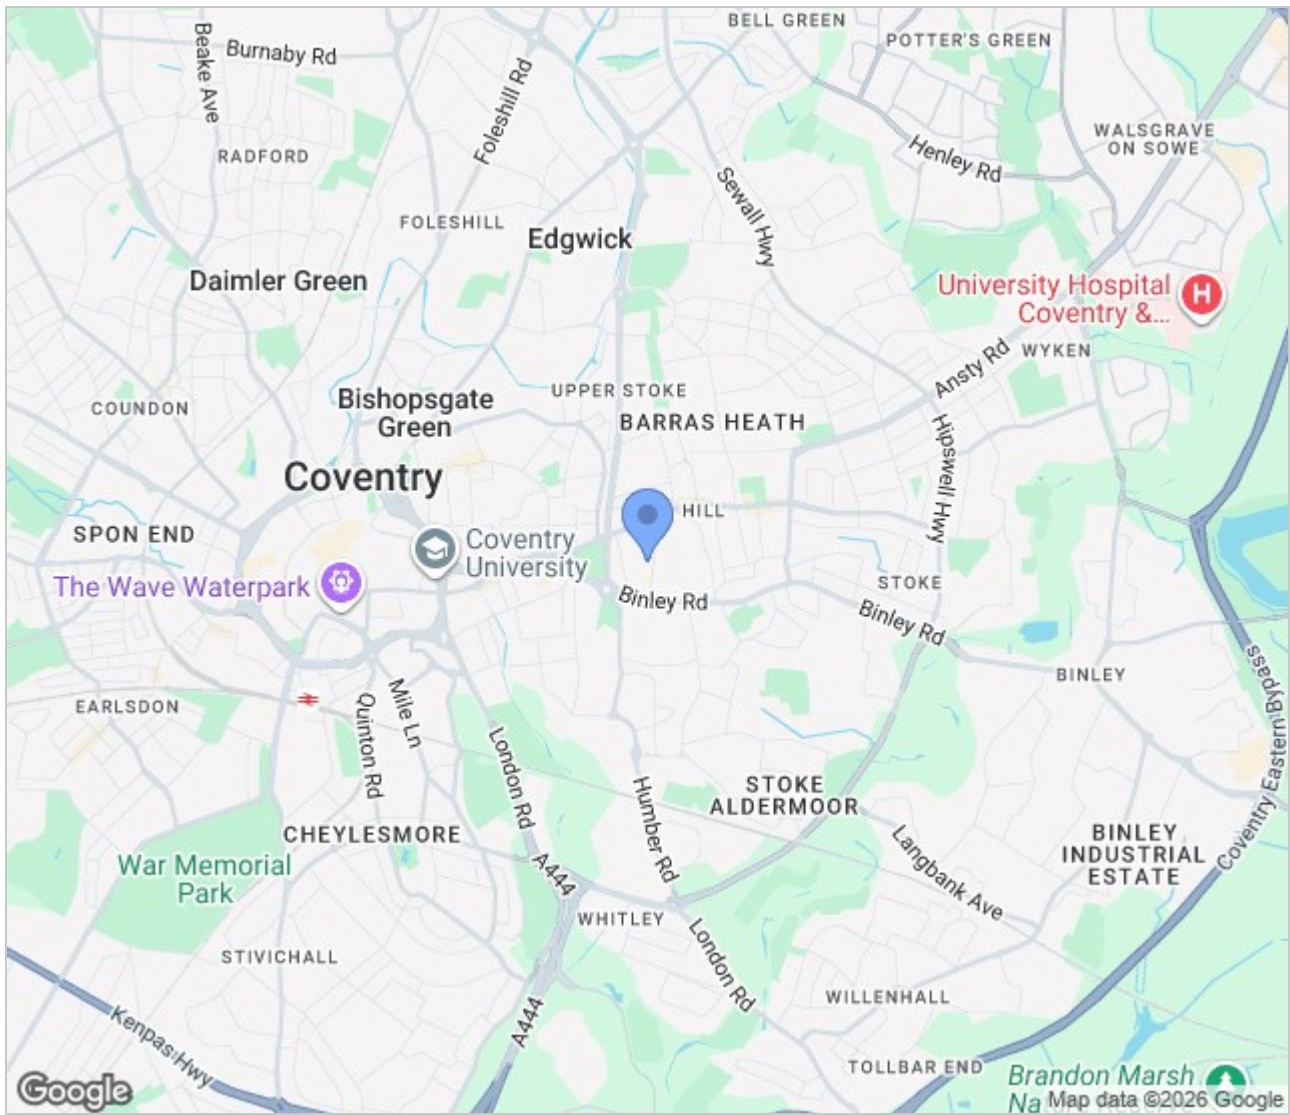 BELL GREEN
POTTER'S GREEN
Burnaby Rd
Beake Ave
Foleshill Rd
WALSGRAVE
ON SOWE
Henley Rd
RADFORD
Sewall Hwy
FOLESHILL
Edgwick
Daimler Green
University Hospital
Coventry &...
H
WYKEN
Ansty Rd
UPPER STOKE
Bishopsgate
Green
COUNDON
BARRAS HEATH
Hipswell Hwy
Coventry
HILL
SPON END
Coventry
University
The Wave Waterpark
STOKE
Binley Rd
Binley Rd
BINLEY
Coventry Eastern Bypass
EARLSDON
Mile Ln
Quinton Rd
London Rd
STOKE
ALDERMOOR
Humber Rd
CHEYLESMORE
Langbank Ave
BINLEY
INDUSTRIAL
ESTATE
War Memorial
Park
A444
WHITLEY
STIVICHALL
London Rd
WILLENHALL
A444
Kenpas Hwy
TOLLBAR END
Brandon Marsh
Na
Google
Map data ©2026 Google